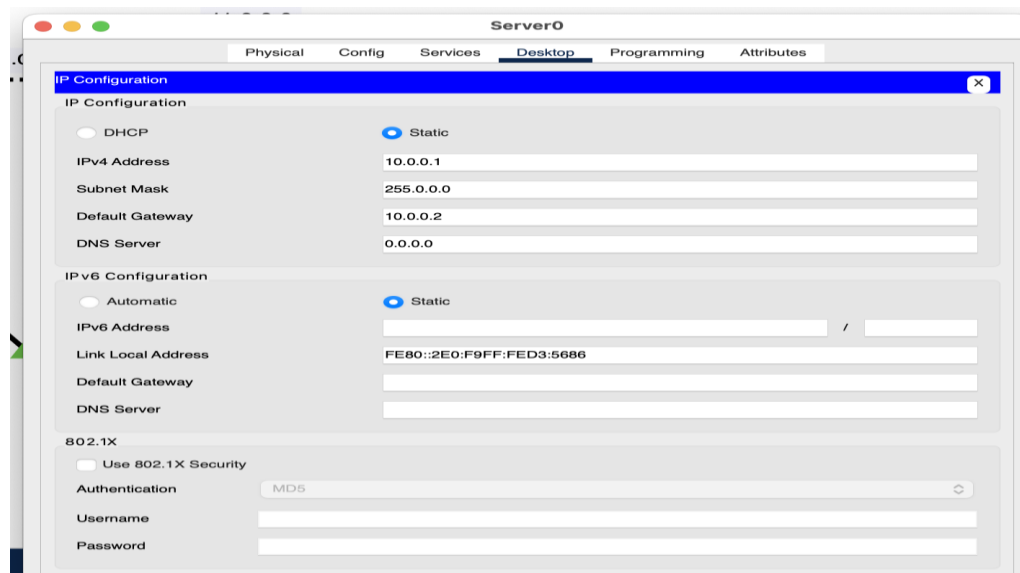 Server0
Physical Config Services Desktop Programming Attributes
IP Configuration
IP Configuration
DHCP Static
IPv4 Address 10.0.0.1
Subnet Mask 255.0.0.0
Default Gateway 10.0.0.2
DNS Server 0.0.0.0
IPv6 Configuration
Automatic Static
IPv6 Address /
Link Local Address FE80::2E0:F9FF:FED3:5686
Default Gateway
DNS Server
802.1X
Use 802.1X Security
Authentication MD5
Username
Password